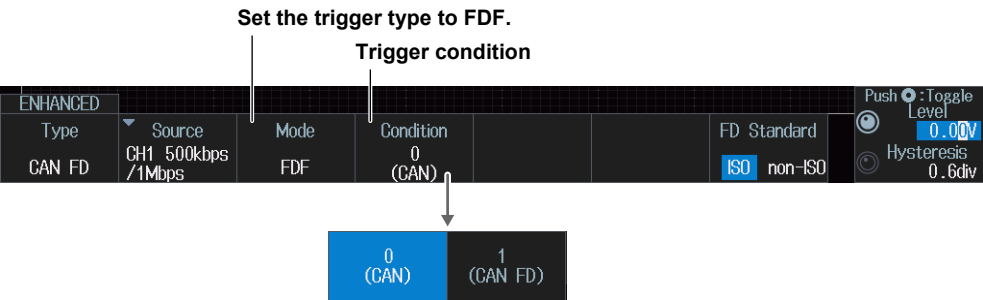 Set the trigger type to FDF.
Trigger condition
ENHANCED
Type
CAN FD
Source
CH1 500kbps
/1Mbps
Mode
FDF
Condition
0
(CAN)
FD Standard
ISO non-ISO
Push :Toggle
Level
0.00V
Hysteresis
0.6div
0
(CAN)
1
(CAN FD)